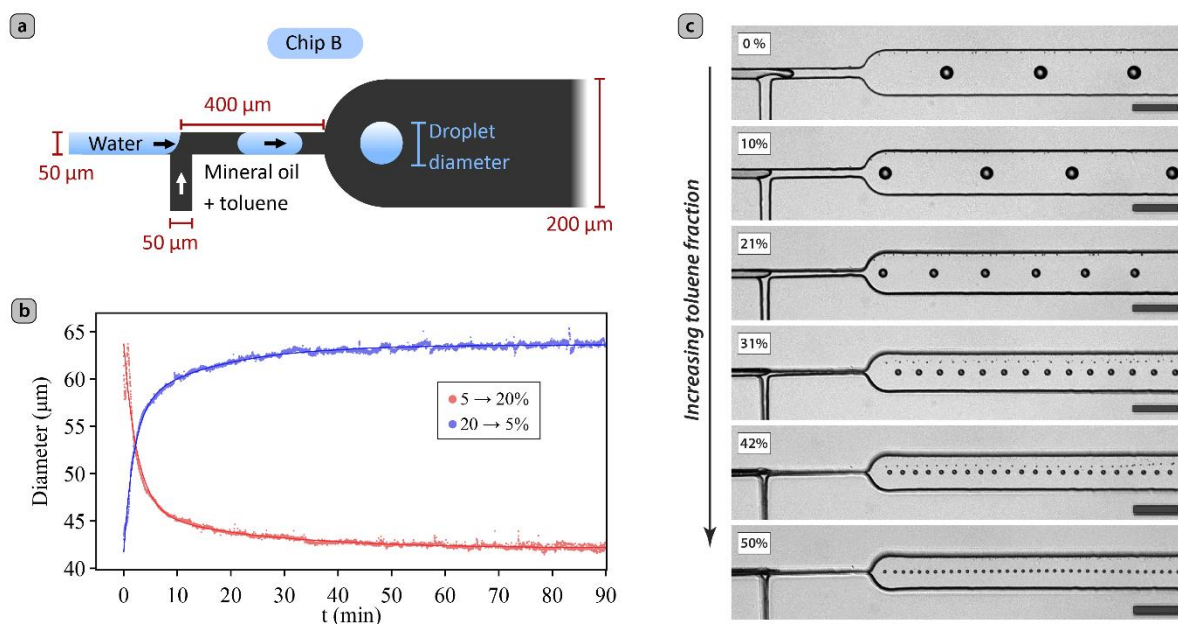 a
Chip B
400 µm
Water
50 µm
Mineral oil
+ toluene
50 µm
Droplet
diameter
200 µm
b
Diameter (µm)
65
60
55
50
45
40
5 → 20%
20 → 5%
0
10
20
30
40
50
60
70
80
90
t (min)
c
Increasing toluene fraction
0 %
10%
21%
31%
42%
50%